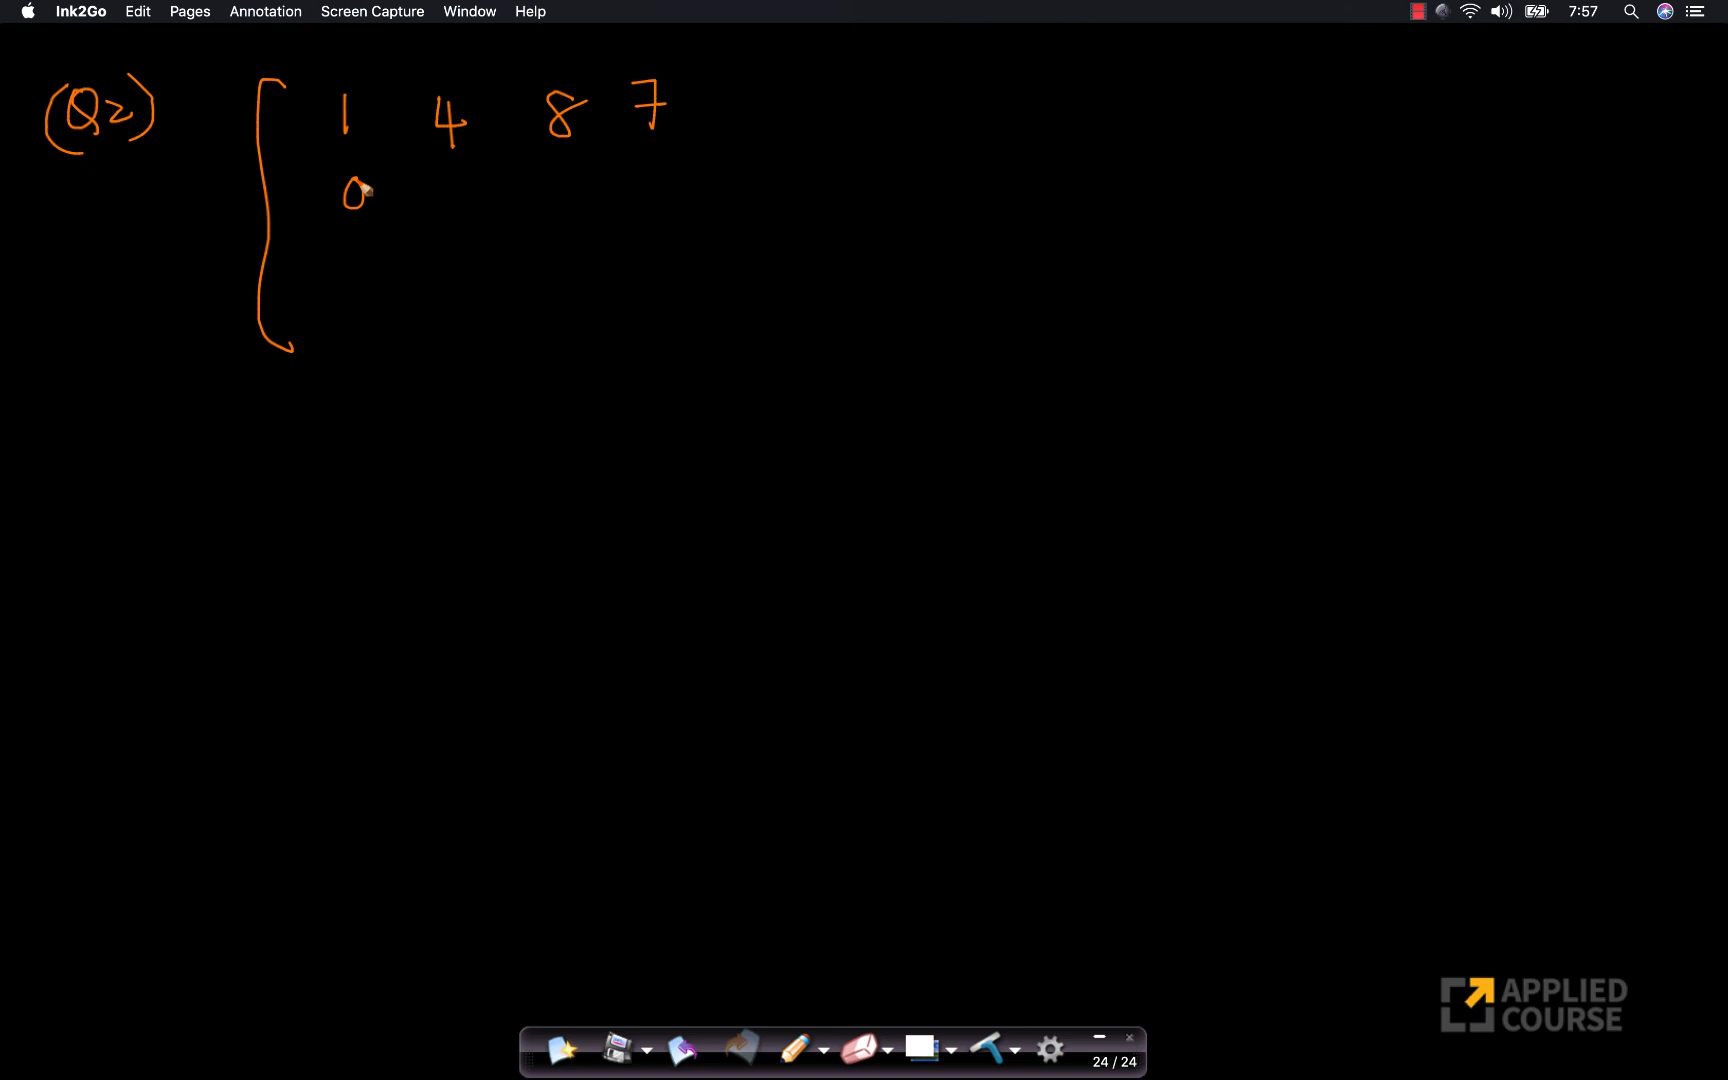 Ink2Go Edit Pages Annotation Screen Capture Window Help 7:57
(Q2) [ 1 4 8 7
0
APPLIED
COURSE
24 / 24